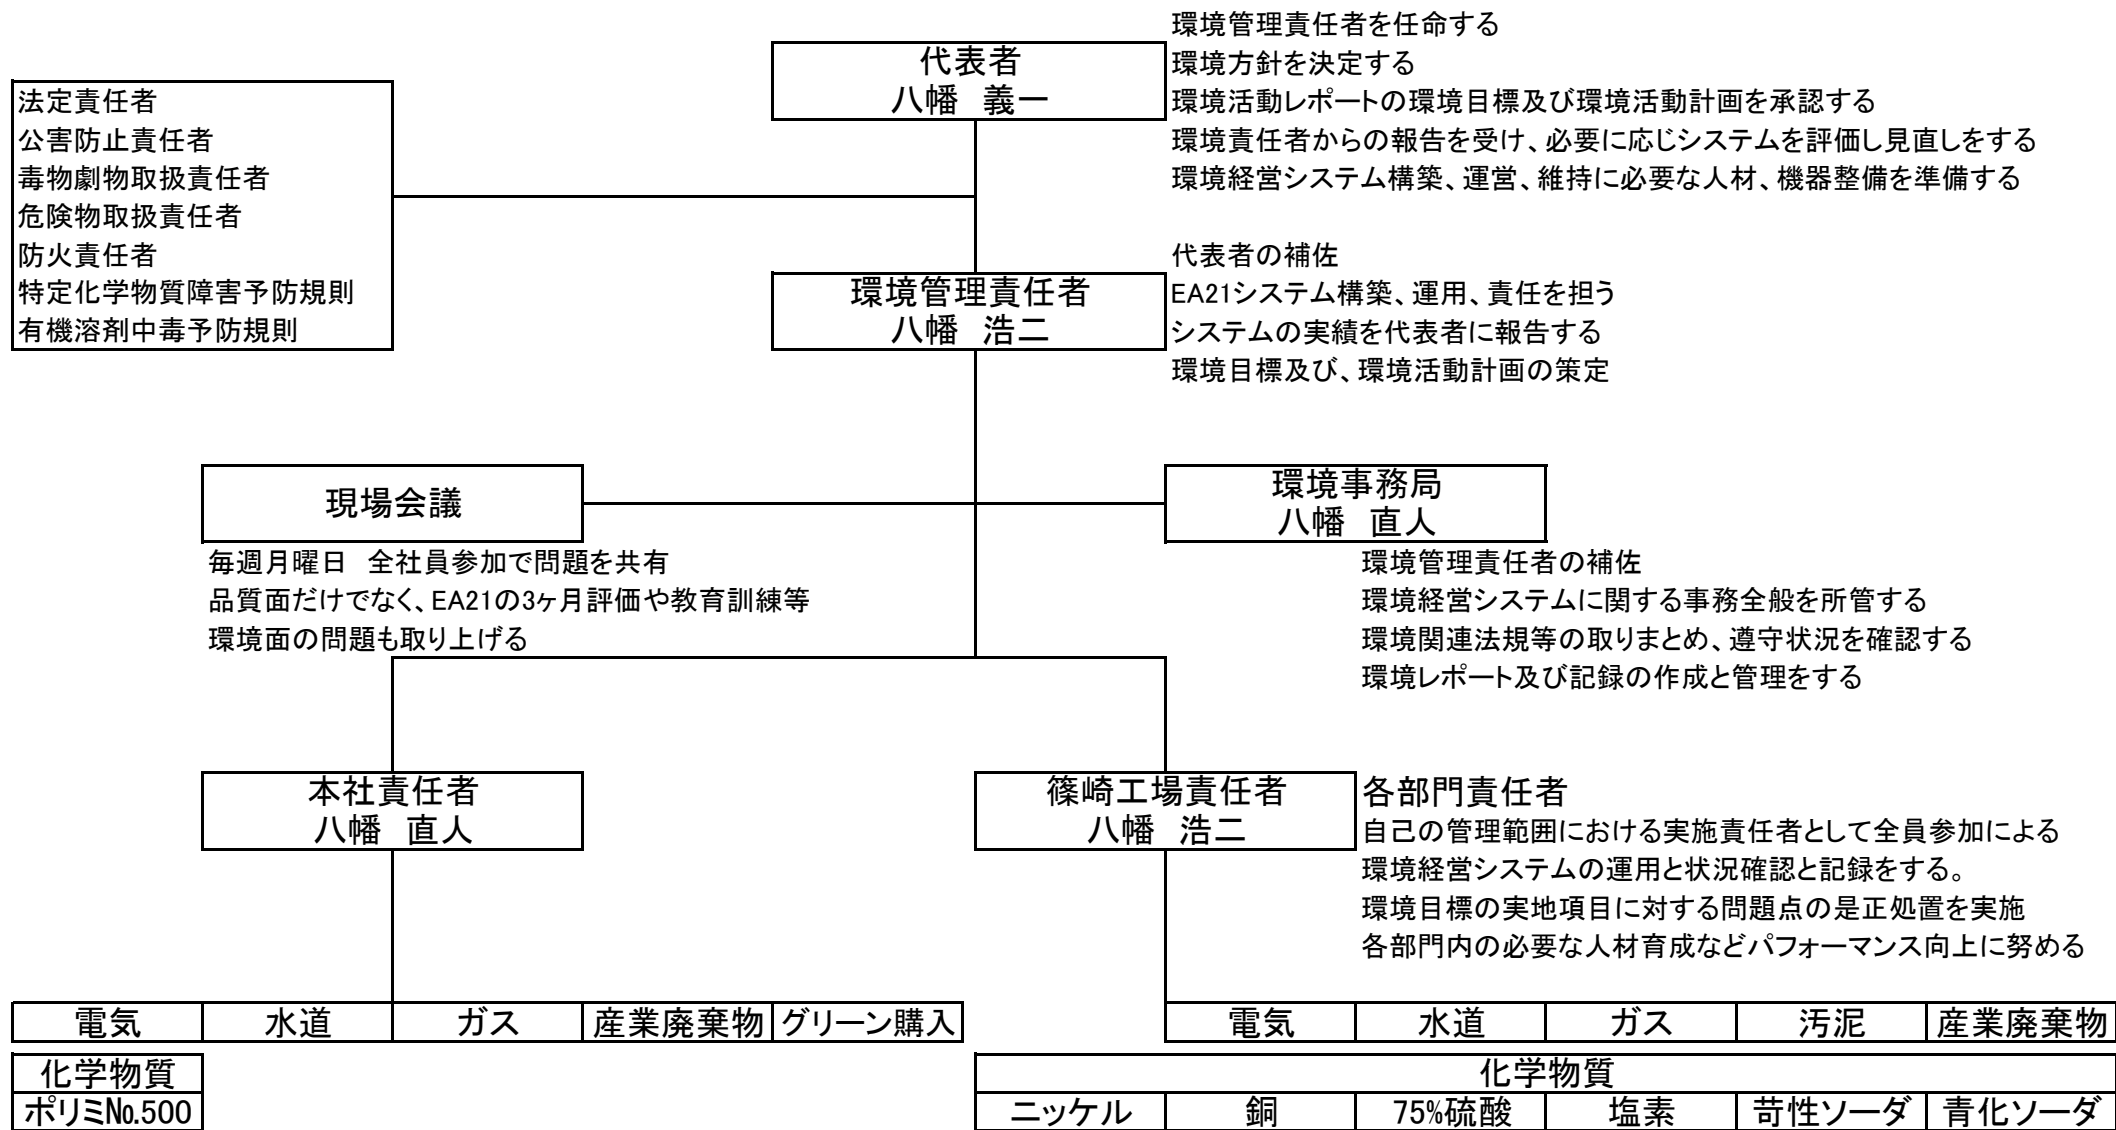 環境管理責任者を任命する
代表者
八幡　義一
環境方針を決定する
環境活動レポートの環境目標及び環境活動計画を承認する
環境責任者からの報告を受け、必要に応じシステムを評価し見直しをする
環境経営システム構築、運営、維持に必要な人材、機器整備を準備する
法定責任者
公害防止責任者
毒物劇物取扱責任者
危険物取扱責任者
防火責任者
特定化学物質障害予防規則
有機溶剤中毒予防規則
環境管理責任者
八幡　浩二
代表者の補佐
EA21システム構築、運用、責任を担う
システムの実績を代表者に報告する
環境目標及び、環境活動計画の策定
現場会議
毎週月曜日　全社員参加で問題を共有
品質面だけでなく、EA21の3ヶ月評価や教育訓練等
環境面の問題も取り上げる
環境事務局
八幡　直人
環境管理責任者の補佐
環境経営システムに関する事務全般を所管する
環境関連法規等の取りまとめ、遵守状況を確認する
環境レポート及び記録の作成と管理をする
本社責任者
八幡　直人
篠崎工場責任者
八幡　浩二
各部門責任者
自己の管理範囲における実施責任者として全員参加による
環境経営システムの運用と状況確認と記録をする。
環境目標の実地項目に対する問題点の是正処置を実施
各部門内の必要な人材育成などパフォーマンス向上に努める
電気　水道　ガス　産業廃棄物　グリーン購入
化学物質
ポリミ№500
電気　水道　ガス　汚泥　産業廃棄物
化学物質
ニッケル　銅　75%硫酸　塩素　苛性ソーダ　青化ソーダ